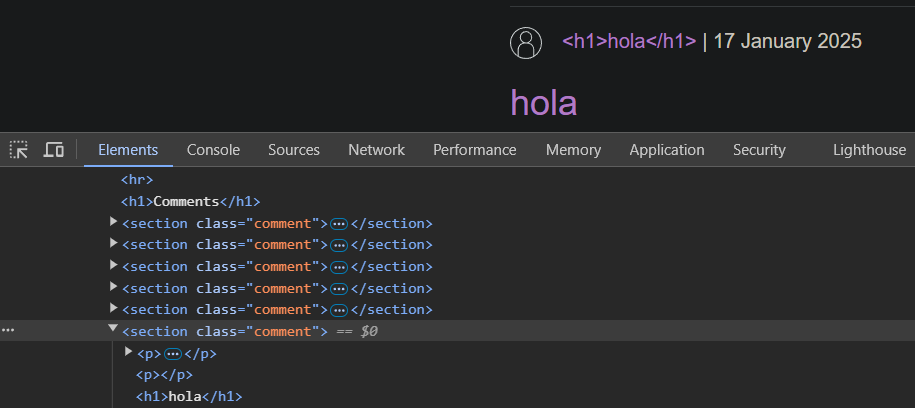 <h1>hola</h1> | 17 January 2025
hola
Elements Console Sources Network Performance Memory Application Security Lighthouse
<hr>
<h1>Comments</h1>
<section class="comment">…</section>
<section class="comment">…</section>
<section class="comment">…</section>
<section class="comment">…</section>
<section class="comment">…</section>
… <section class="comment"> == $0
<p>…</p>
<p></p>
<h1>hola</h1>